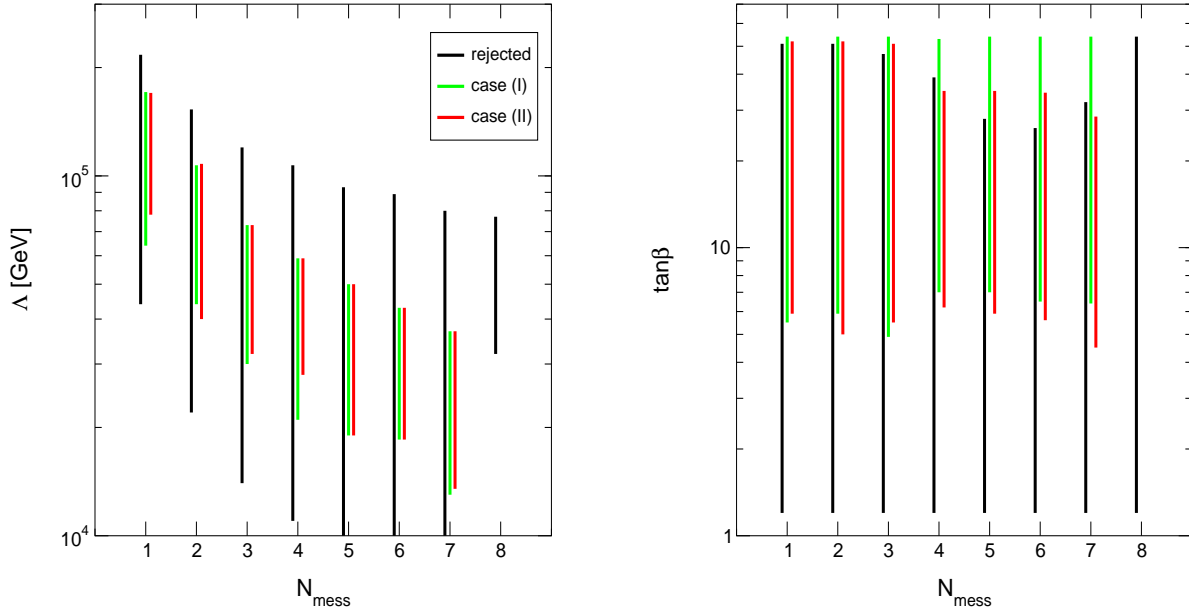 rejected
case (I)
case (II)
10^5
10^4
Λ [GeV]
1 2 3 4 5 6 7 8
N_mess
10
1
tanβ
1 2 3 4 5 6 7 8
N_mess